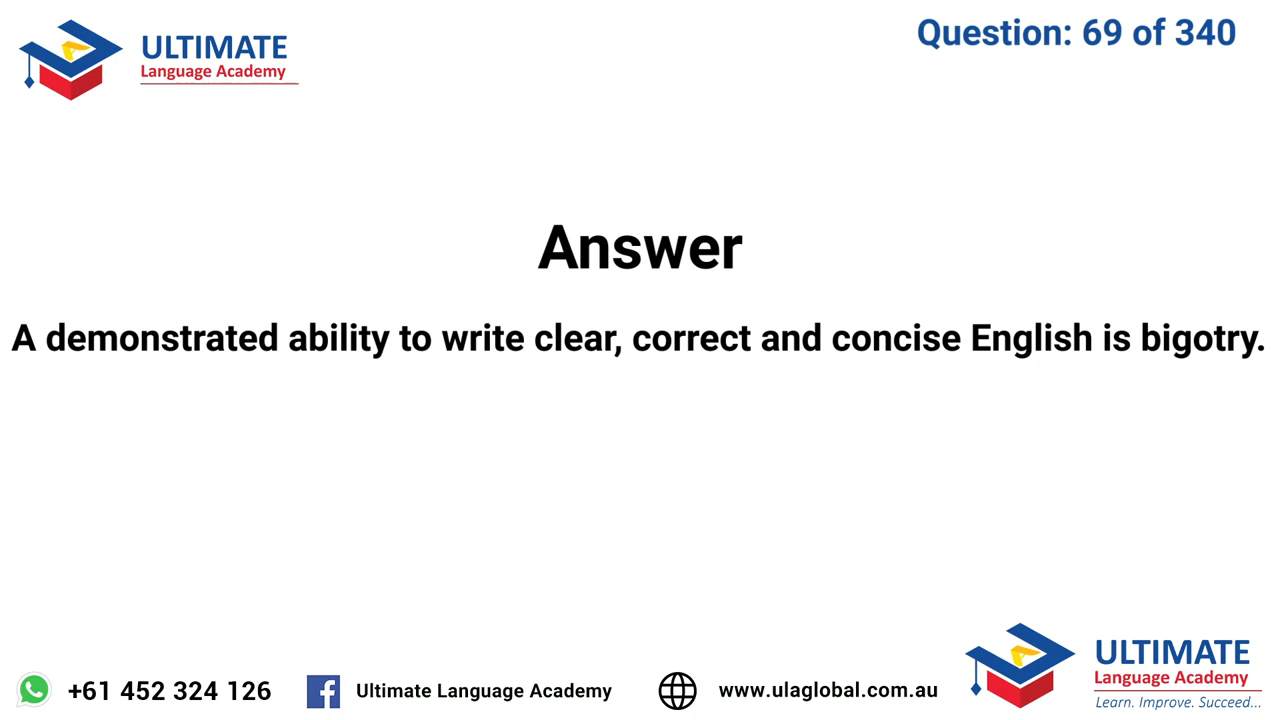 ULTIMATE
Language Academy
Question: 69 of 340
Answer
A demonstrated ability to write clear, correct and concise English is bigotry.
+61 452 324 126
Ultimate Language Academy
www.ulaglobal.com.au
ULTIMATE
Language Academy
Learn. Improve. Succeed...